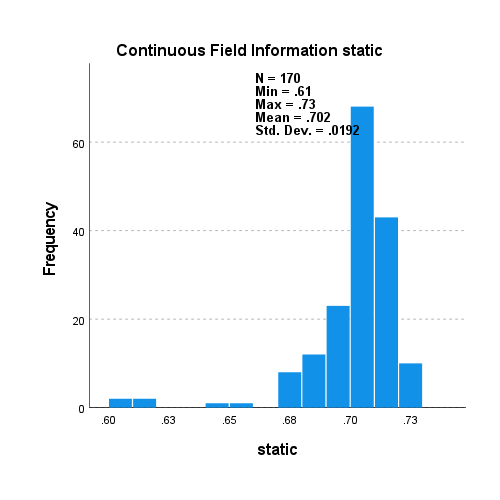 Continuous Field Information static
N = 170
Min = .61
Max = .73
Mean = .702
Std. Dev. = .0192
Frequency
60
40
20
0
.60 .63 .65 .68 .70 .73
static